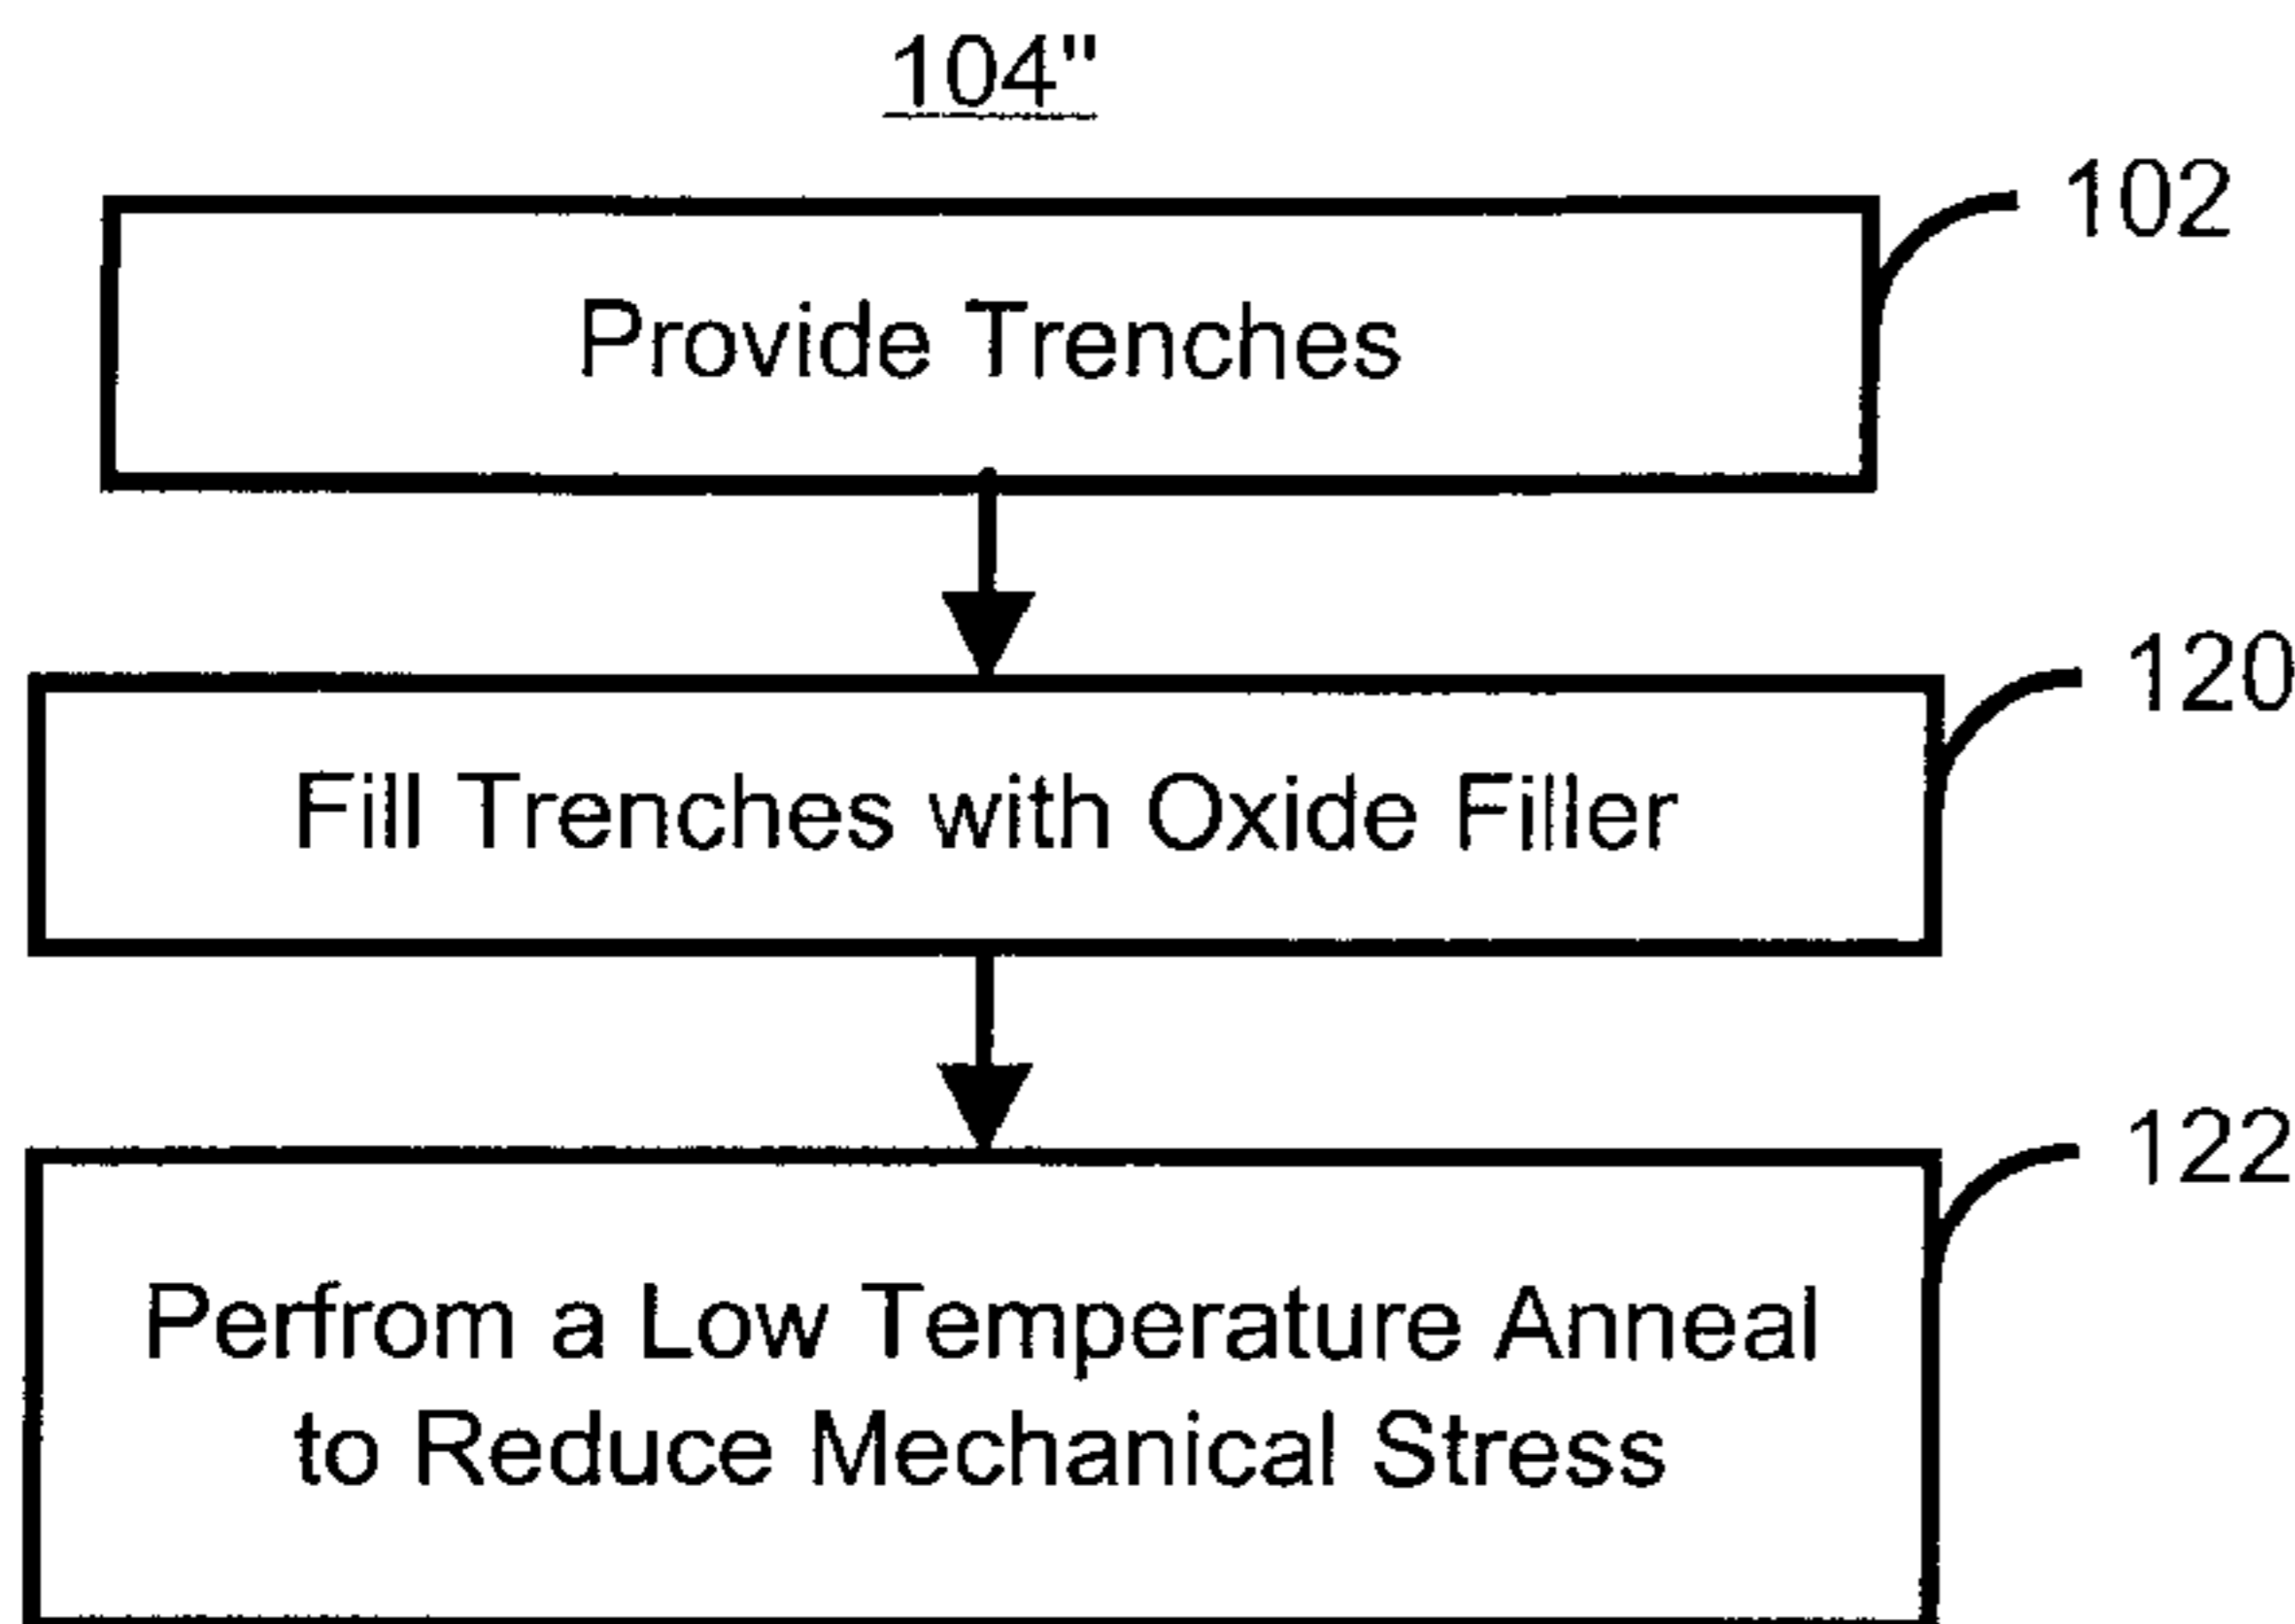 104"
102
Provide Trenches
120
Fill Trenches with Oxide Filler
122
Perfrom a Low Temperature Anneal
to Reduce Mechanical Stress